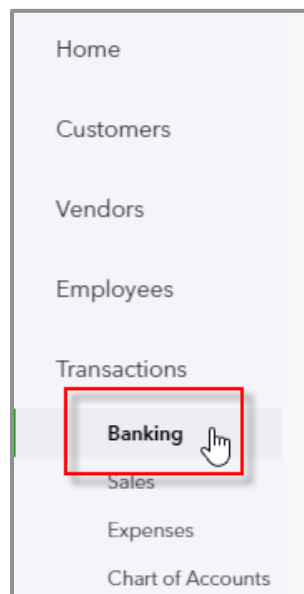 Home
Customers
Vendors
Employees
Transactions
Banking
Sales
Expenses
Chart of Accounts